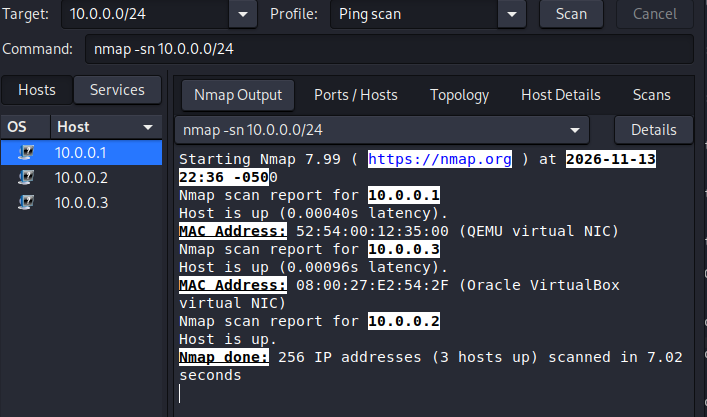 Target: 10.0.0.0/24 Profile: Ping scan Scan Cancel
Command: nmap -sn 10.0.0.0/24
Hosts Services
Nmap Output Ports / Hosts Topology Host Details Scans
OS Host
nmap -sn 10.0.0.0/24 Details
10.0.0.1
10.0.0.2
10.0.0.3
Starting Nmap 7.99 ( https://nmap.org ) at 2026-11-13
22:36 -0500
Nmap scan report for 10.0.0.1
Host is up (0.00040s latency).
MAC Address: 52:54:00:12:35:00 (QEMU virtual NIC)
Nmap scan report for 10.0.0.3
Host is up (0.00096s latency).
MAC Address: 08:00:27:E2:54:2F (Oracle VirtualBox
virtual NIC)
Nmap scan report for 10.0.0.2
Host is up.
Nmap done: 256 IP addresses (3 hosts up) scanned in 7.02
seconds